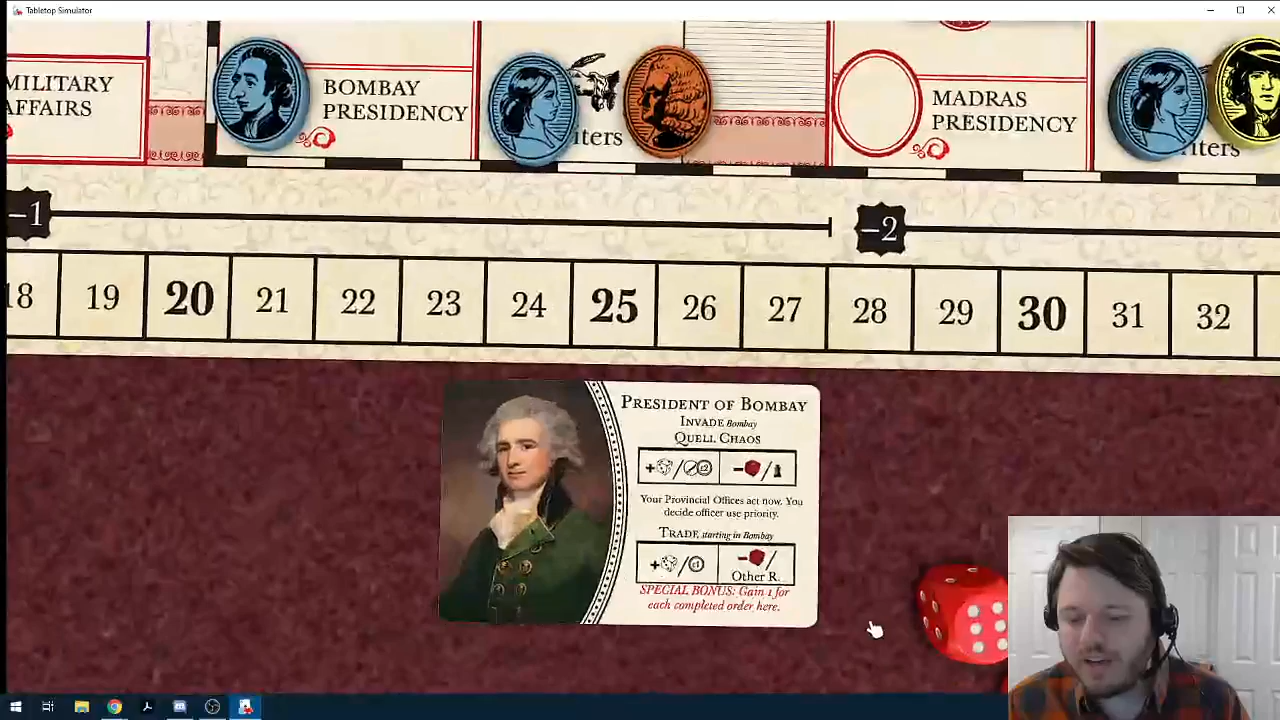 Tabletop Simulator
MILITARY
AFFAIRS
BOMBAY
PRESIDENCY
MADRAS
PRESIDENCY
-1
-2
18 19 20 21 22 23 24 25 26 27 28 29 30 31 32
PRESIDENT OF BOMBAY
INVADE Bombay
QUELL CHAOS
+ / £2 - /
Your Provincial Offices act now. You
decide officer use priority.
TRADE starting in Bombay
+ / £1 - /
Other R.
SPECIAL BONUS: Gain 1 for
each completed order here.